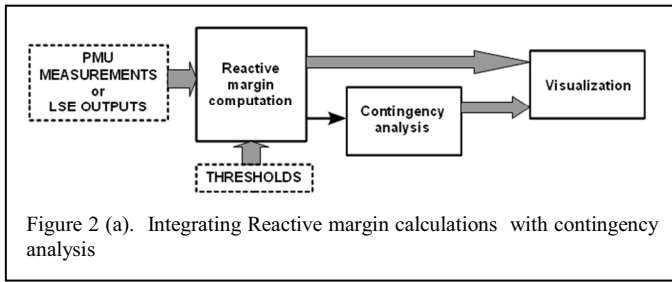 PMU
MEASUREMENTS
or
LSE OUTPUTS
Reactive
margin
computation
Contingency
analysis
Visualization
THRESHOLDS
Figure 2 (a). Integrating Reactive margin calculations with contingency
analysis